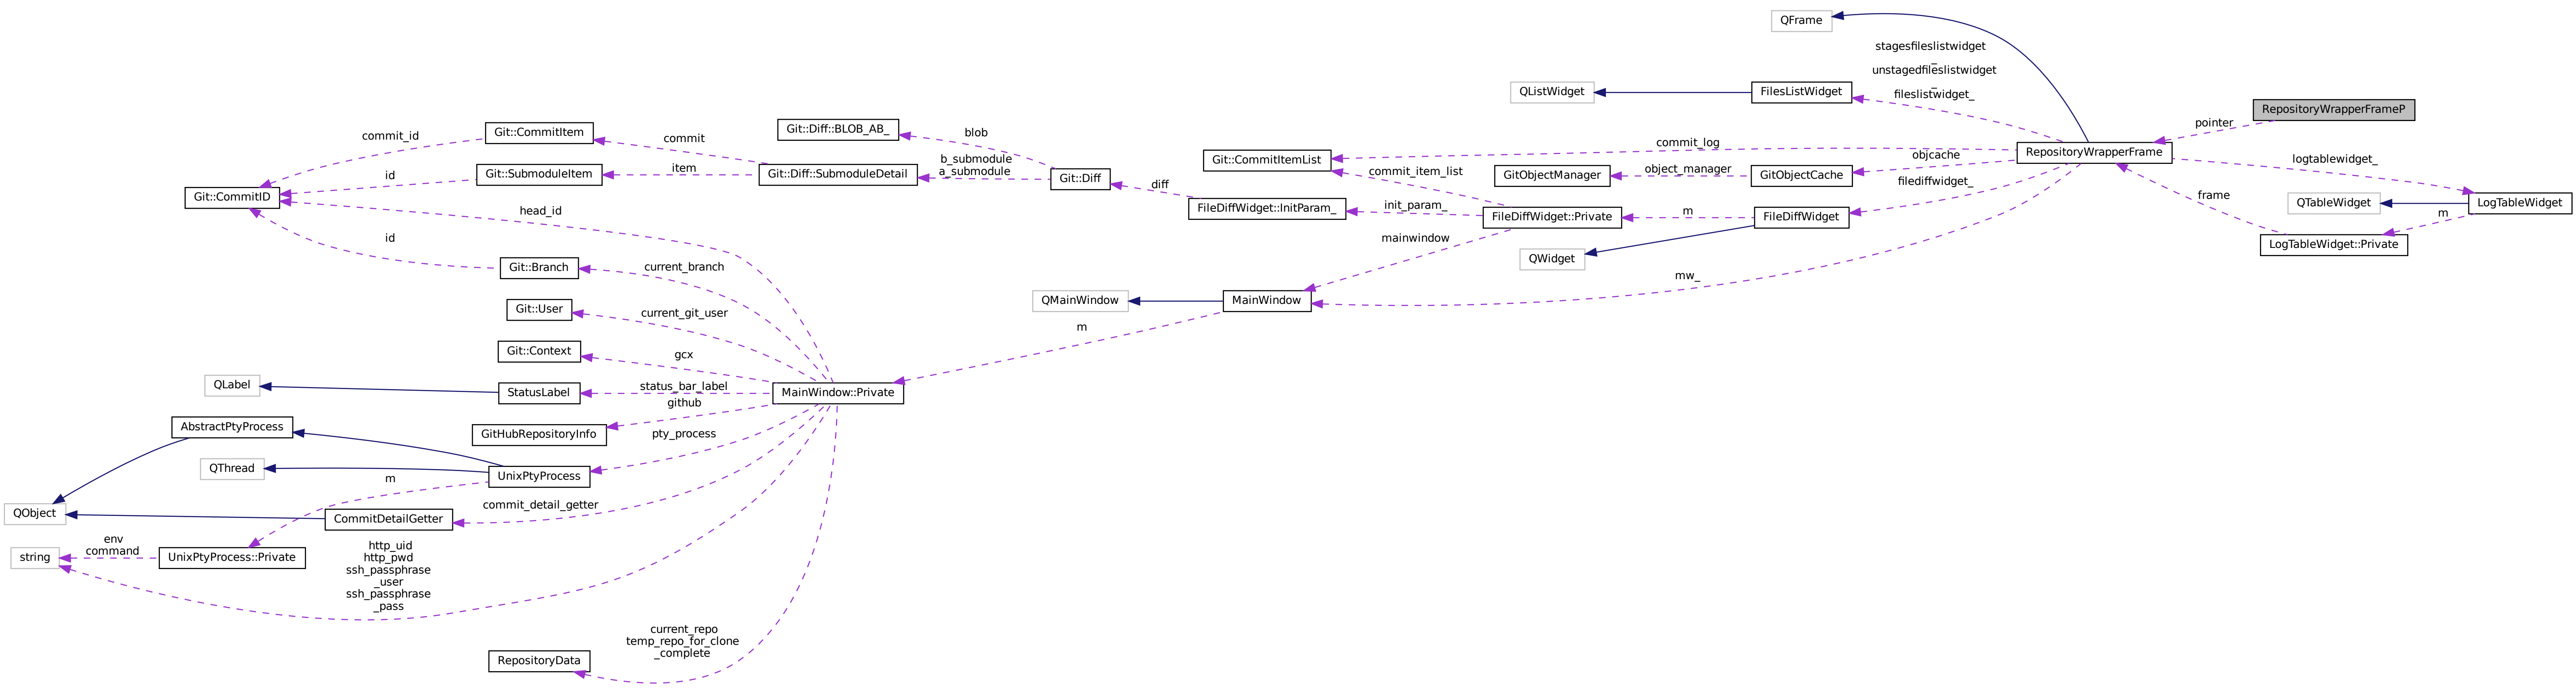 QFrame
stagesfileslistwidget
_
unstagedfileslistwidget
_
fileslistwidget_
QListWidget
FilesListWidget
RepositoryWrapperFrameP
pointer
Git::CommitItem
commit_id
commit
Git::Diff::BLOB_AB_
blob
b_submodule
a_submodule
Git::CommitItemList
commit_log
RepositoryWrapperFrame
objcache
logtablewidget_
Git::SubmoduleItem
id
item
Git::Diff::SubmoduleDetail
Git::Diff
diff
commit_item_list
GitObjectManager
object_manager
GitObjectCache
filediffwidget_
Git::CommitID
head_id
FileDiffWidget::InitParam_
init_param_
FileDiffWidget::Private
m
FileDiffWidget
frame
QTableWidget
LogTableWidget
m
LogTableWidget::Private
id
mainwindow
QWidget
mw_
Git::Branch
current_branch
QMainWindow
MainWindow
m
Git::User
current_git_user
Git::Context
gcx
QLabel
StatusLabel
status_bar_label
MainWindow::Private
github
GitHubRepositoryInfo
AbstractPtyProcess
pty_process
QThread
UnixPtyProcess
m
commit_detail_getter
QObject
CommitDetailGetter
string
env
command
UnixPtyProcess::Private
http_uid
http_pwd
ssh_passphrase
_user
ssh_passphrase
_pass
current_repo
temp_repo_for_clone
_complete
RepositoryData